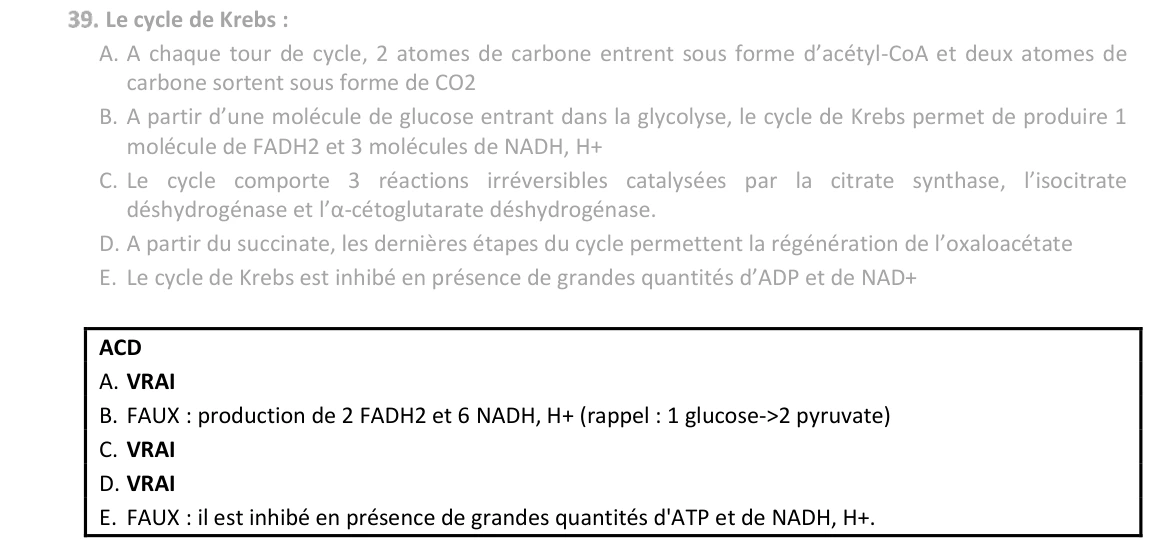 39. Le cycle de Krebs :
A. A chaque tour de cycle, 2 atomes de carbone entrent sous forme d’acétyl-CoA et deux atomes de
carbone sortent sous forme de CO2
B. A partir d’une molécule de glucose entrant dans la glycolyse, le cycle de Krebs permet de produire 1
molécule de FADH2 et 3 molécules de NADH, H+
C. Le cycle comporte 3 réactions irréversibles catalysées par la citrate synthase, l’isocitrate
déshydrogénase et l’α-cétoglutarate déshydrogénase.
D. A partir du succinate, les dernières étapes du cycle permettent la régénération de l’oxaloacétate
E. Le cycle de Krebs est inhibé en présence de grandes quantités d’ADP et de NAD+
ACD
A. VRAI
B. FAUX : production de 2 FADH2 et 6 NADH, H+ (rappel : 1 glucose->2 pyruvate)
C. VRAI
D. VRAI
E. FAUX : il est inhibé en présence de grandes quantités d'ATP et de NADH, H+.